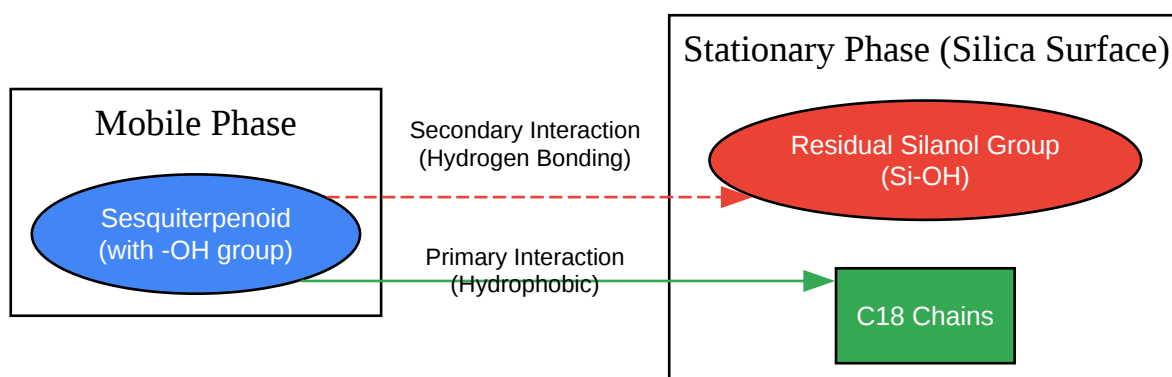 Mobile Phase
Sesquiterpenoid
(with -OH group)
Secondary Interaction
(Hydrogen Bonding)
Primary Interaction
(Hydrophobic)
Stationary Phase (Silica Surface)
Residual Silanol Group
(Si-OH)
C18 Chains